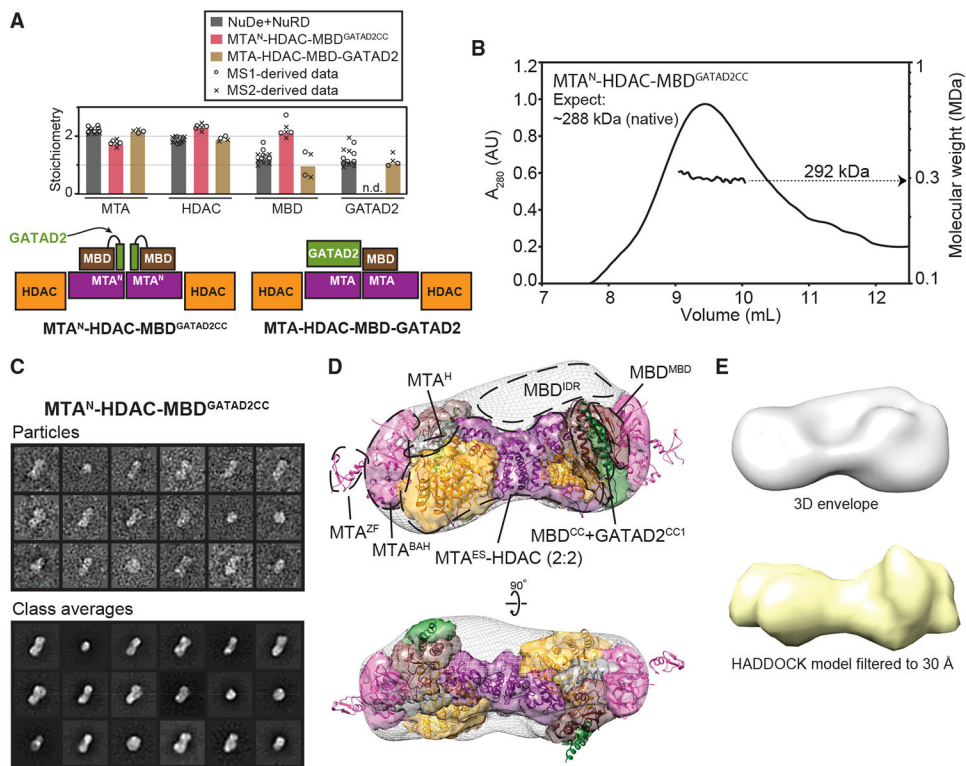 A
NuDe+NuRD
MTAᴺ-HDAC-MBDᴳᴬᵀᴬᴰ²ᶜᶜ
MTA-HDAC-MBD-GATAD2
MS1-derived data
MS2-derived data
Stoichiometry
2
1
n.d.
MTA HDAC MBD GATAD2
GATAD2
MBD MBD
HDAC MTAᴺ MTAᴺ HDAC
MTAᴺ-HDAC-MBDᴳᴬᵀᴬᴰ²ᶜᶜ
GATAD2 MBD
HDAC MTA MTA HDAC
MTA-HDAC-MBD-GATAD2
B
MTAᴺ-HDAC-MBDᴳᴬᵀᴬᴰ²ᶜᶜ
Expect:
~288 kDa (native)
292 kDa
A₂₈₀ (AU)
1.2
1.0
0.8
0.6
0.4
0.2
0.0
7 8 9 10 11 12
Volume (mL)
1
0.3
0.1
Molecular weight (MDa)
C
MTAᴺ-HDAC-MBDᴳᴬᵀᴬᴰ²ᶜᶜ
Particles
Class averages
D
MTAᴴ
MBDᴵᴰᴿ
MBDᴹᴮᴰ
MTAᶻᶠ
MTAᴮᴬᴴ
MTAᴱˢ-HDAC (2:2)
MBDᶜᶜ+GATAD2ᶜᶜ¹
90°
E
3D envelope
HADDOCK model filtered to 30 Å